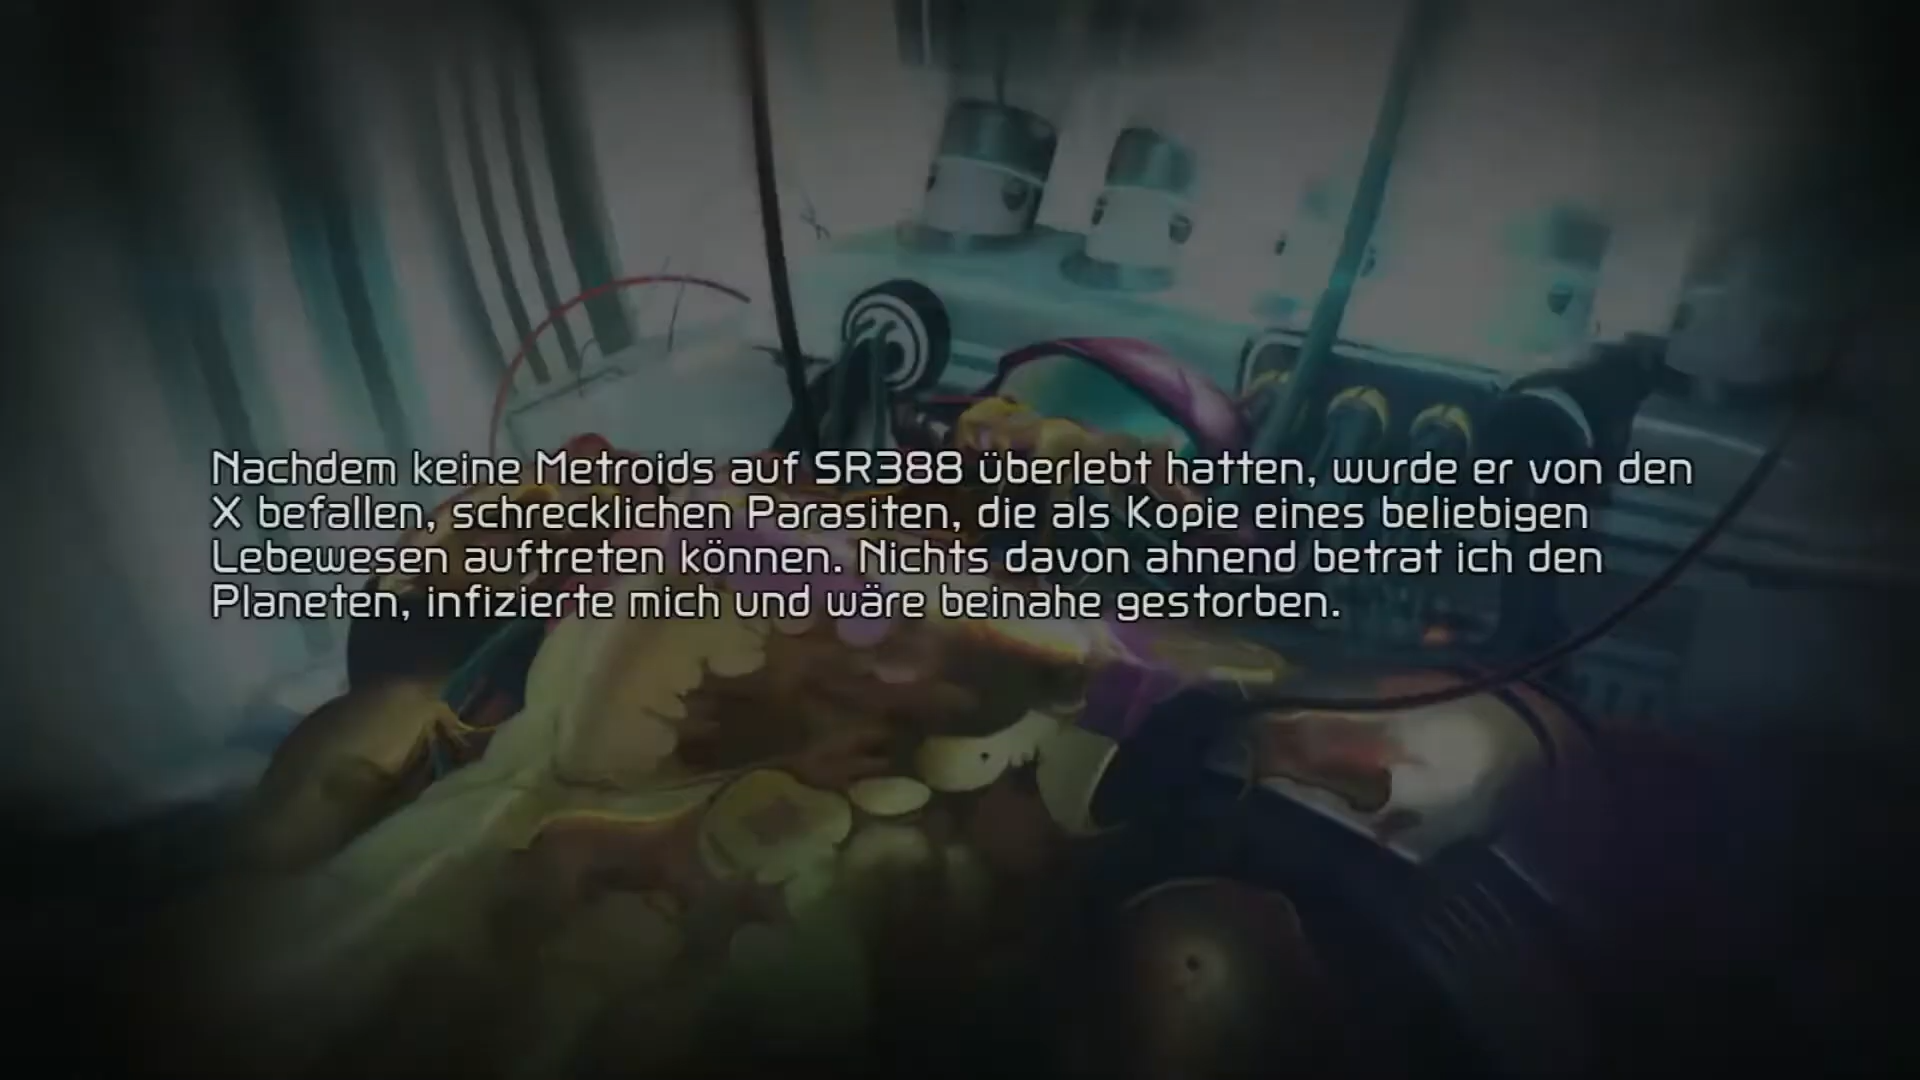 Nachdem keine Metroids auf SR388 überlebt hatten, wurde er von den
X befallen, schrecklichen Parasiten, die als Kopie eines beliebigen
Lebewesen auftreten können. Nichts davon ahnend betrat ich den
Planeten, infizierte mich und wäre beinahe gestorben.